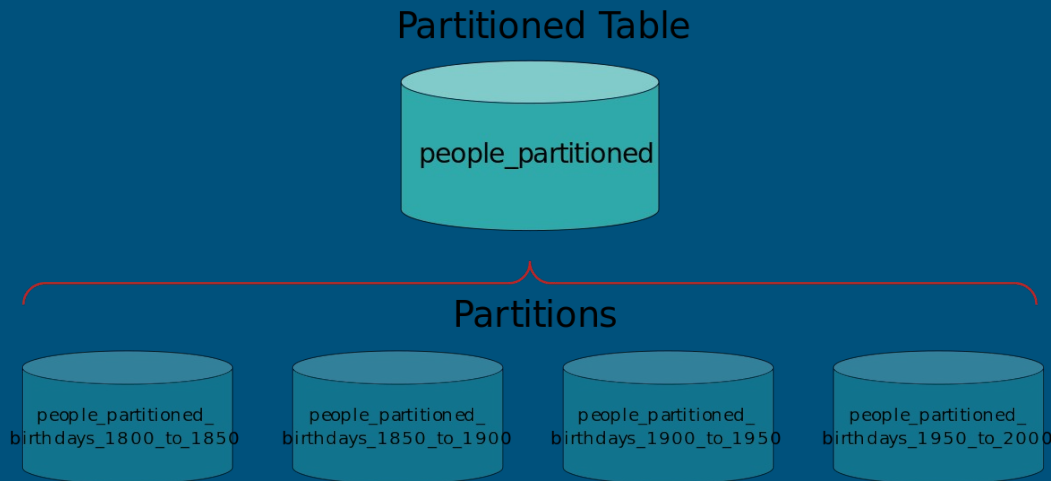 Partitioned Table
people_partitioned
Partitions
people_partitioned_
birthdays_1800_to_1850
people_partitioned_
birthdays_1850_to_1900
people_partitioned_
birthdays_1900_to_1950
people_partitioned_
birthdays_1950_to_2000